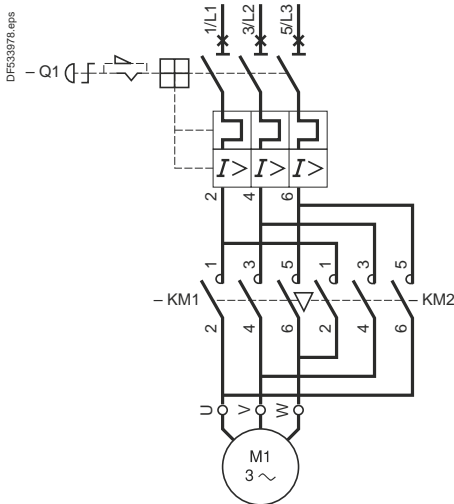 DF533978.eps
1/L1 3/L2 5/L3
– Q1
I> I> I>
2 4 6
1 3 5 1 3 5
– KM1 – KM2
2 4 6 2 4 6
U V W
M1
3 ~